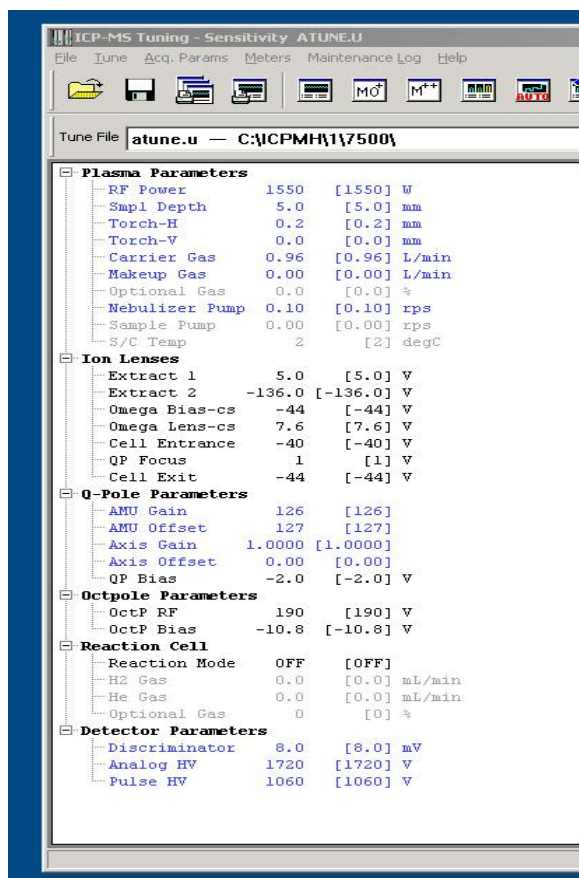 ICP-MS Tuning - Sensitivity ATUNE.U
File Tune Acq. Params Meters Maintenance Log Help
MO+ M++ AUTO
Tune File atune.u — C:\ICPMH\1\7500\
Plasma Parameters
RF Power 1550 [1550] W
Smpl Depth 5.0 [5.0] mm
Torch-H 0.2 [0.2] mm
Torch-V 0.0 [0.0] mm
Carrier Gas 0.96 [0.96] L/min
Makeup Gas 0.00 [0.00] L/min
Optional Gas 0.0 [0.0] %
Nebulizer Pump 0.10 [0.10] rps
Sample Pump 0.00 [0.00] rps
S/C Temp 2 [2] degC
Ion Lenses
Extract 1 5.0 [5.0] V
Extract 2 -136.0 [-136.0] V
Omega Bias-cs -44 [-44] V
Omega Lens-cs 7.6 [7.6] V
Cell Entrance -40 [-40] V
QP Focus 1 [1] V
Cell Exit -44 [-44] V
Q-Pole Parameters
AMU Gain 126 [126]
AMU Offset 127 [127]
Axis Gain 1.0000 [1.0000]
Axis Offset 0.00 [0.00]
QP Bias -2.0 [-2.0] V
Octpole Parameters
OctP RF 190 [190] V
OctP Bias -10.8 [-10.8] V
Reaction Cell
Reaction Mode OFF [OFF]
H2 Gas 0.0 [0.0] mL/min
He Gas 0.0 [0.0] mL/min
Optional Gas 0 [0] %
Detector Parameters
Discriminator 8.0 [8.0] mV
Analog HV 1720 [1720] V
Pulse HV 1060 [1060] V